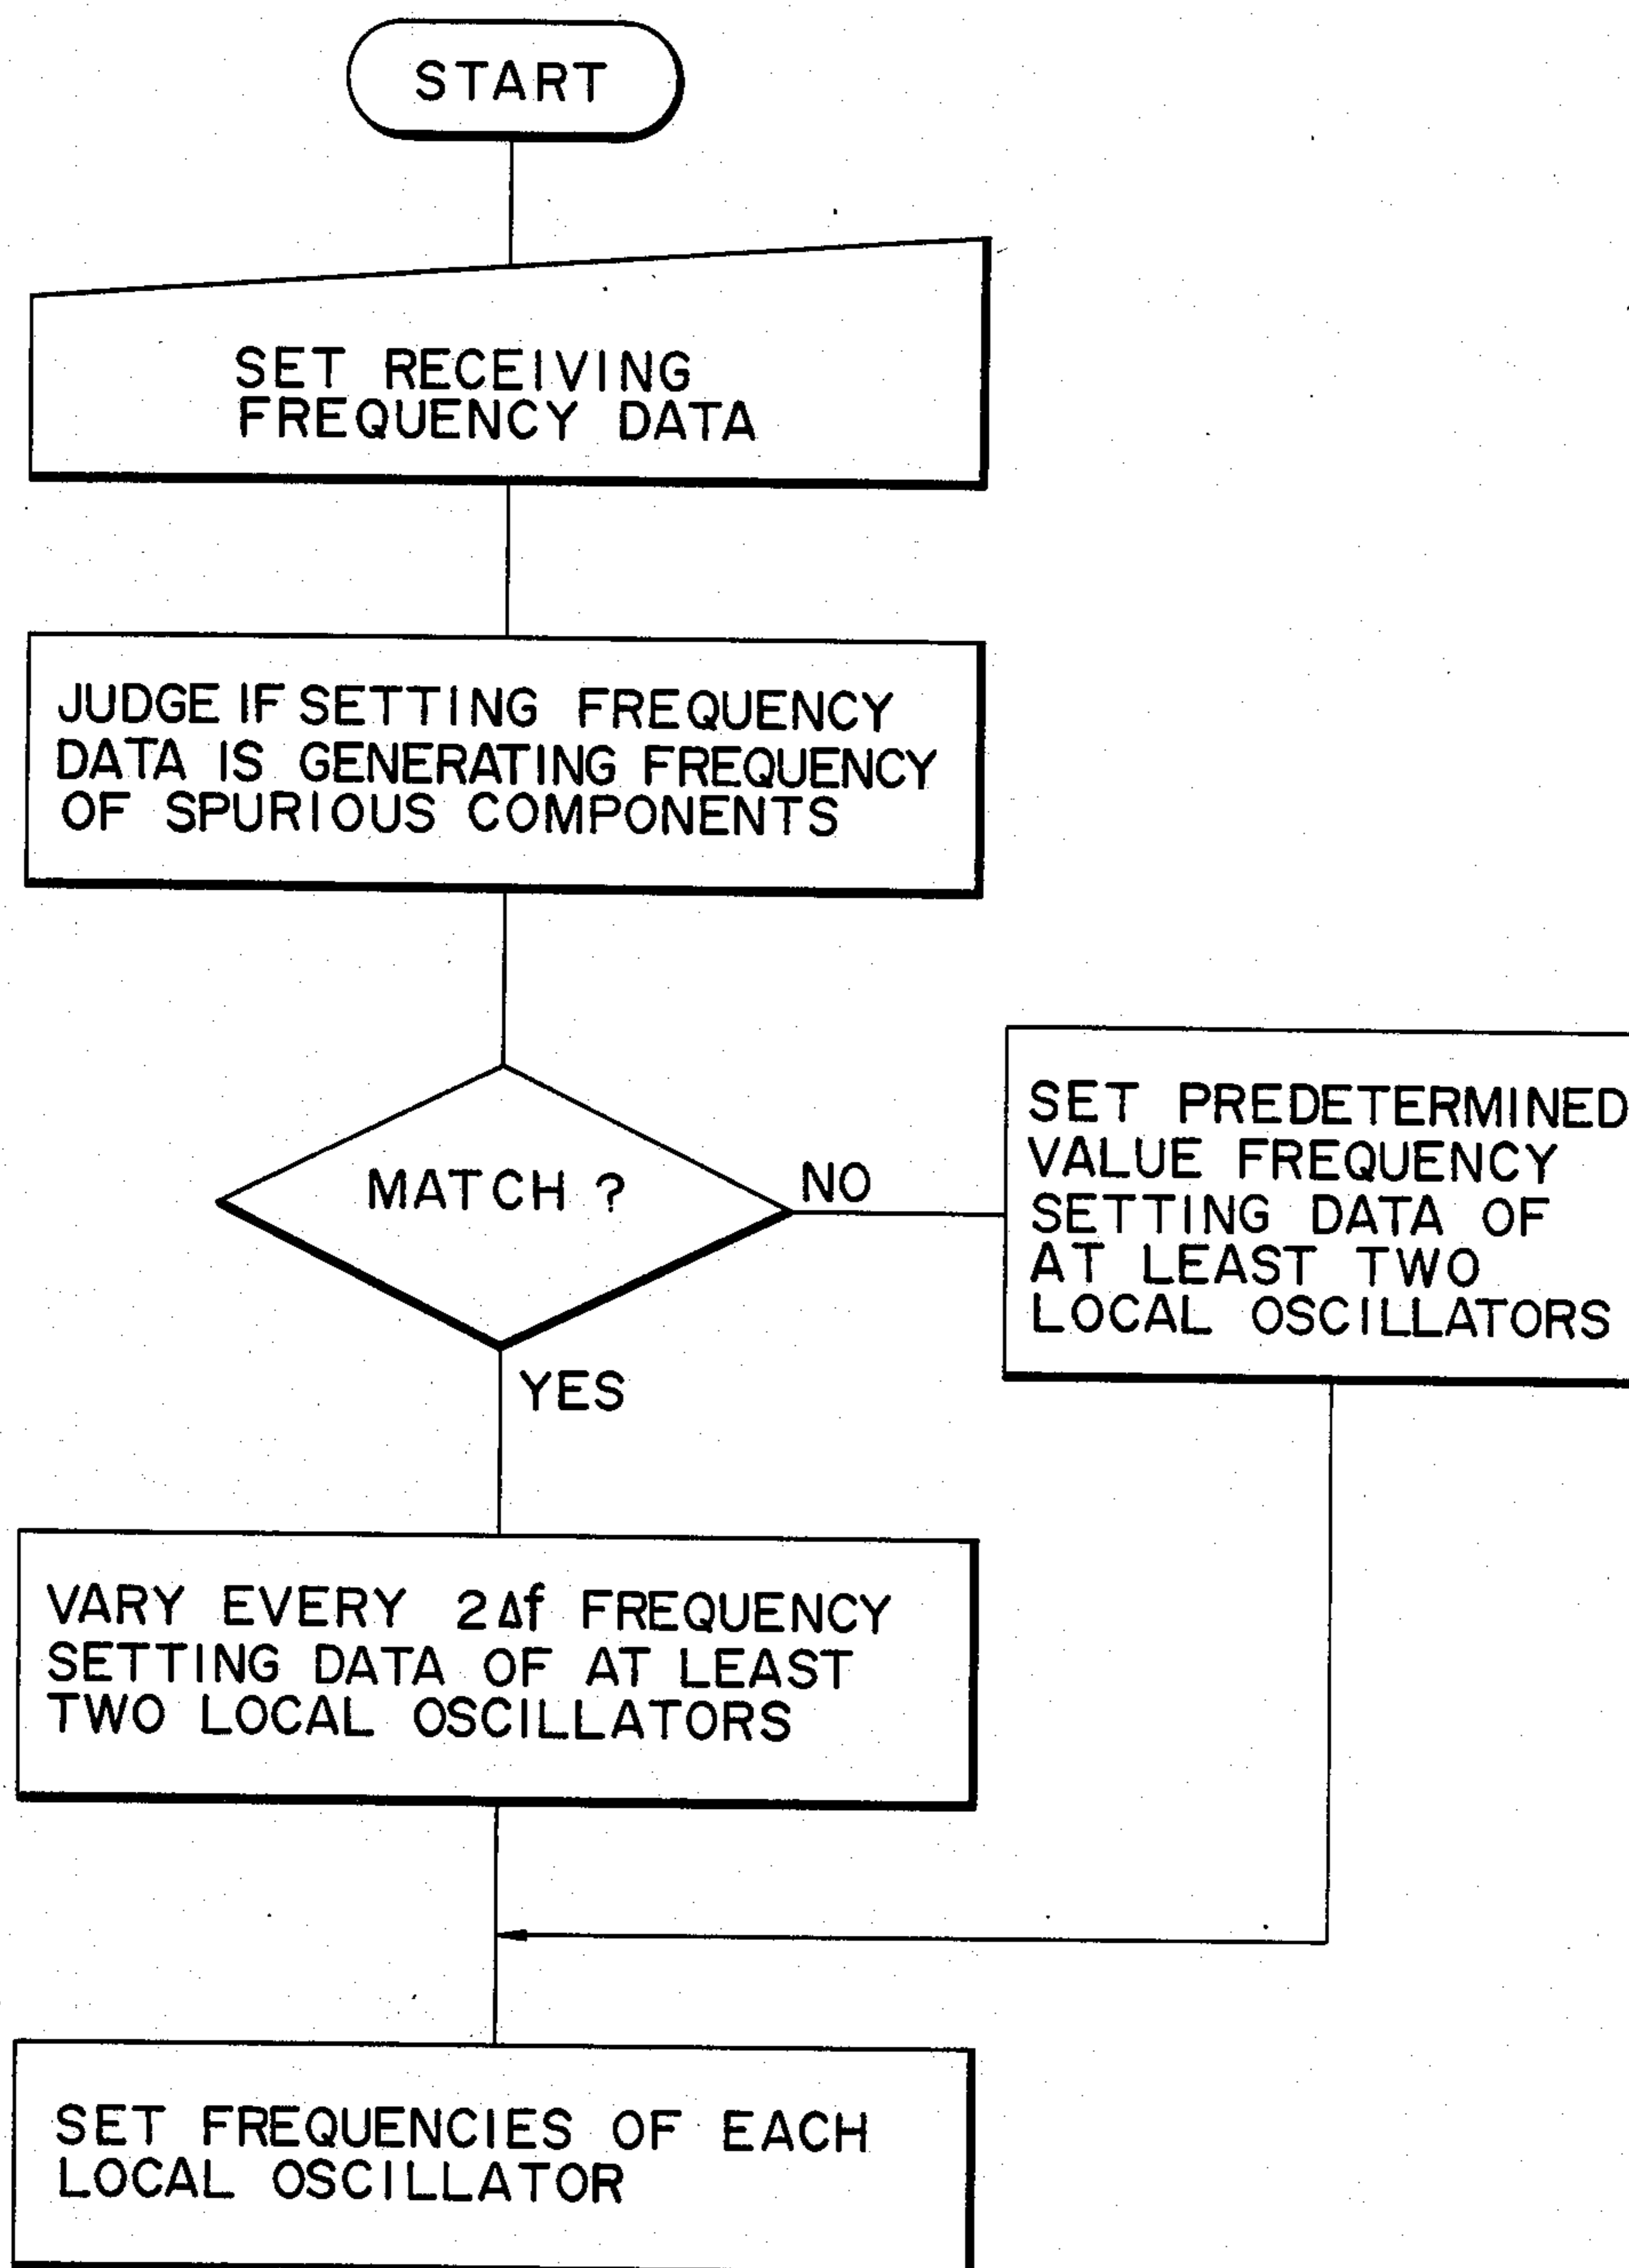 START
SET RECEIVING
FREQUENCY DATA
JUDGE IF SETTING FREQUENCY
DATA IS GENERATING FREQUENCY
OF SPURIOUS COMPONENTS
MATCH ?
NO
SET PREDETERMINED
VALUE FREQUENCY
SETTING DATA OF
AT LEAST TWO
LOCAL OSCILLATORS
YES
VARY EVERY 2Δf FREQUENCY
SETTING DATA OF AT LEAST
TWO LOCAL OSCILLATORS
SET FREQUENCIES OF EACH
LOCAL OSCILLATOR